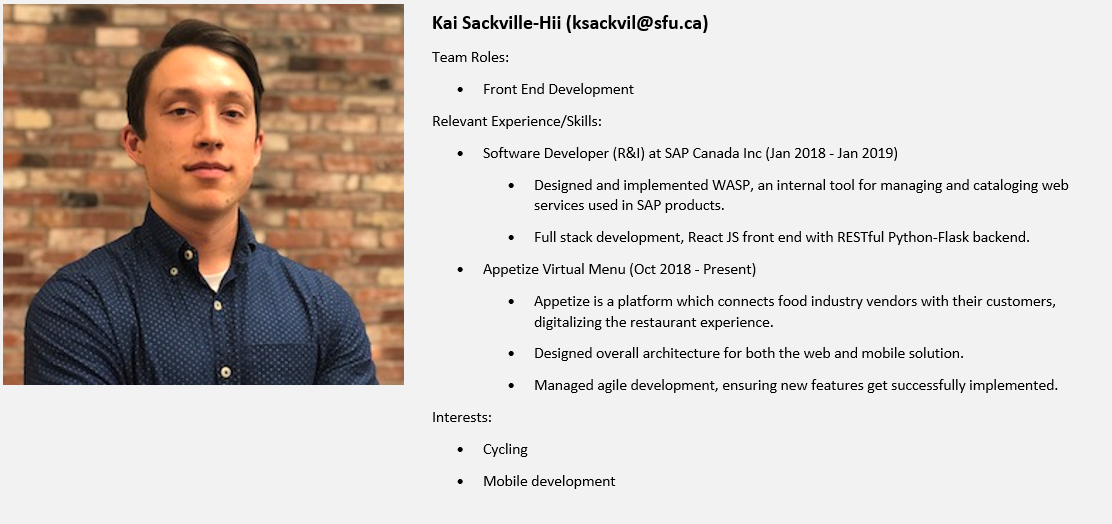 Kai Sackville-Hii (ksackvil@sfu.ca)
Team Roles:
• Front End Development
Relevant Experience/Skills:
• Software Developer (R&I) at SAP Canada Inc (Jan 2018 - Jan 2019)
• Designed and implemented WASP, an internal tool for managing and cataloging web
services used in SAP products.
• Full stack development, React JS front end with RESTful Python-Flask backend.
• Appetize Virtual Menu (Oct 2018 - Present)
• Appetize is a platform which connects food industry vendors with their customers,
digitalizing the restaurant experience.
• Designed overall architecture for both the web and mobile solution.
• Managed agile development, ensuring new features get successfully implemented.
Interests:
• Cycling
• Mobile development